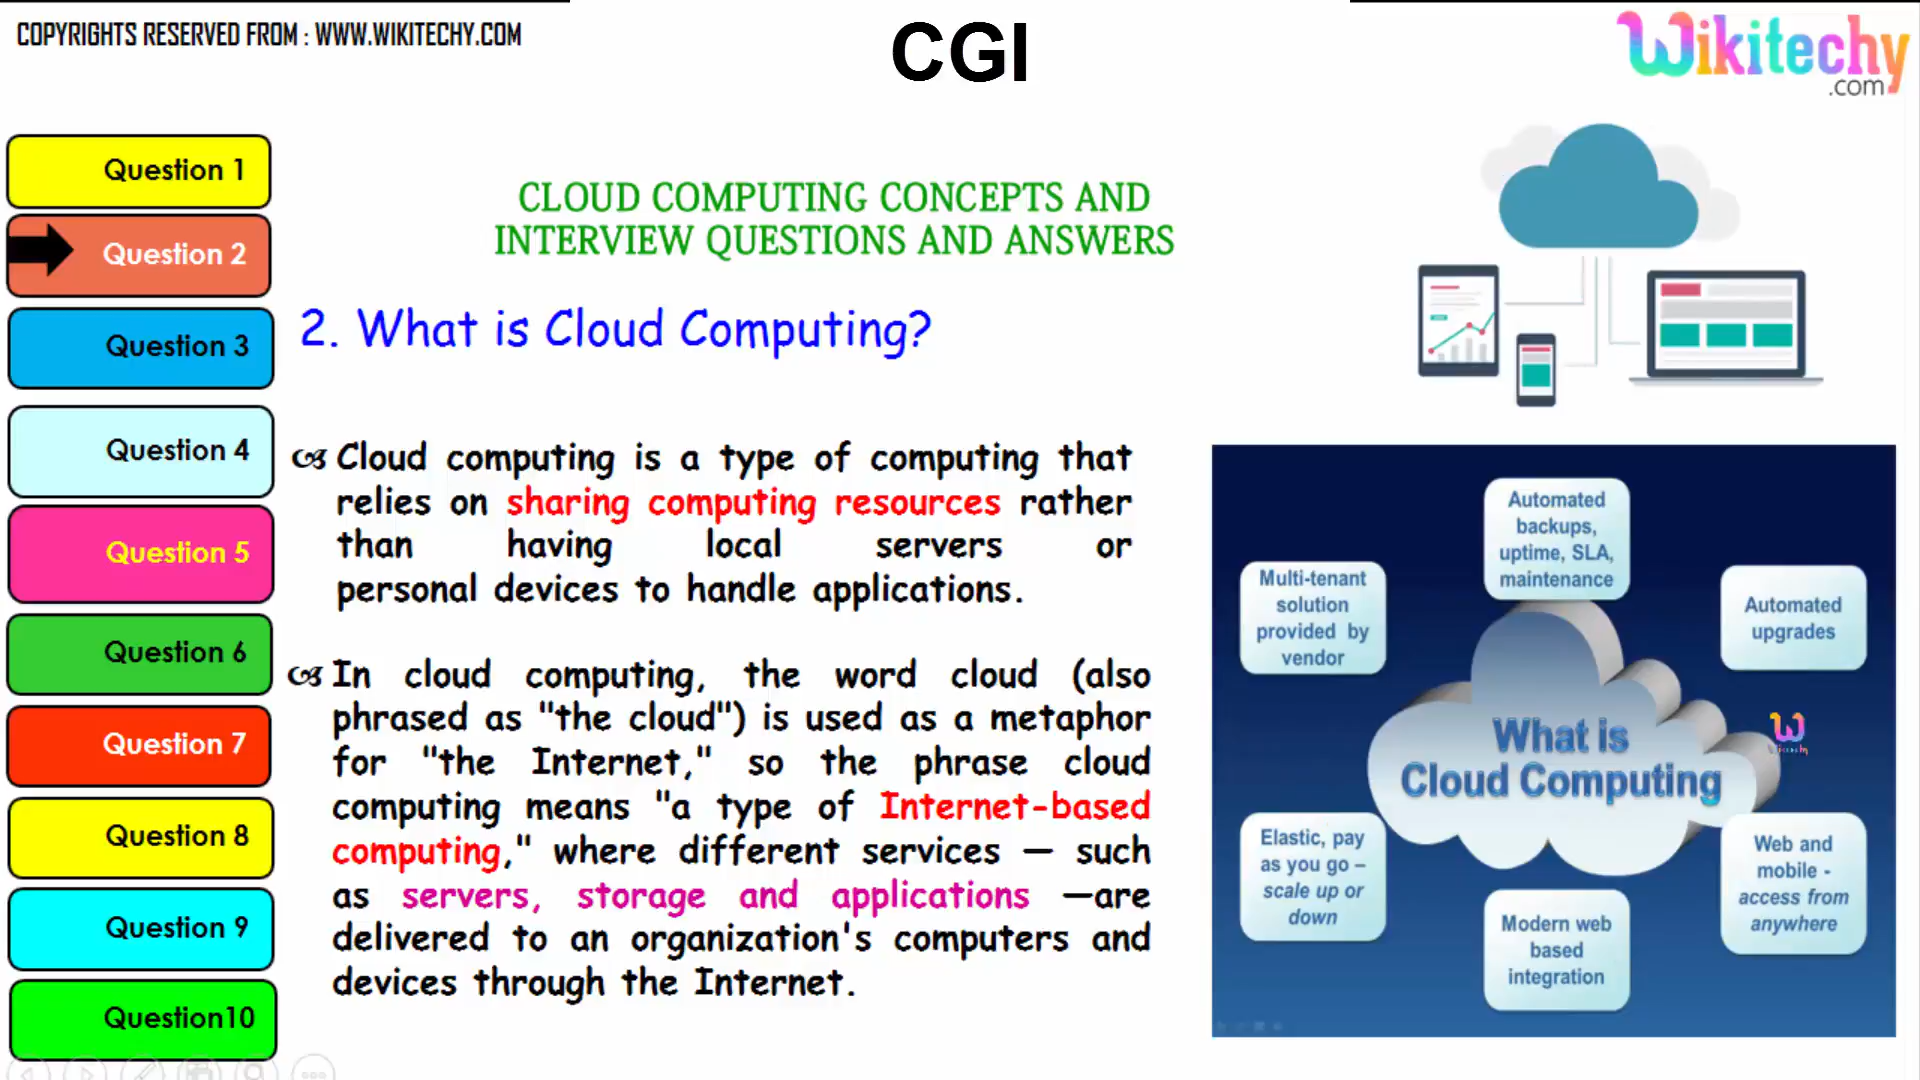 COPYRIGHTS RESERVED FROM : WWW.WIKITECHY.COM
CGI
Wikitechy
.com
Question 1
Question 2
Question 3
Question 4
Question 5
Question 6
Question 7
Question 8
Question 9
Question10
CLOUD COMPUTING CONCEPTS AND
INTERVIEW QUESTIONS AND ANSWERS
2. What is Cloud Computing?
Cloud computing is a type of computing that
relies on sharing computing resources rather
than having local servers or
personal devices to handle applications.
In cloud computing, the word cloud (also
phrased as "the cloud") is used as a metaphor
for "the Internet," so the phrase cloud
computing means "a type of Internet-based
computing," where different services — such
as servers, storage and applications —are
delivered to an organization's computers and
devices through the Internet.
Automated
backups,
uptime, SLA,
maintenance
Multi-tenant
solution
provided by
vendor
Automated
upgrades
What is
Cloud Computing
Elastic, pay
as you go –
scale up or
down
Modern web
based
integration
Web and
mobile -
access from
anywhere